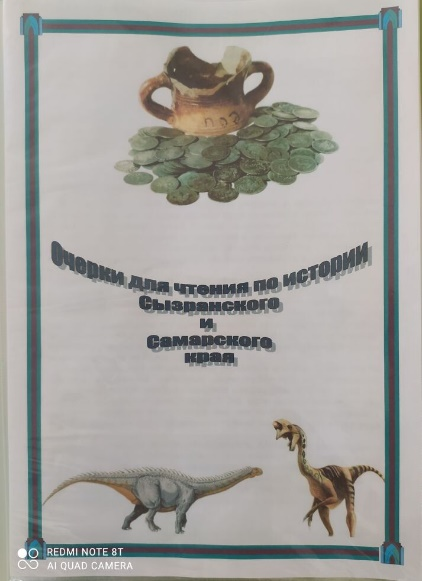 Очерки для чтения по истории
Сызранского
и
Самарского
края
REDMI NOTE 8T
AI QUAD CAMERA